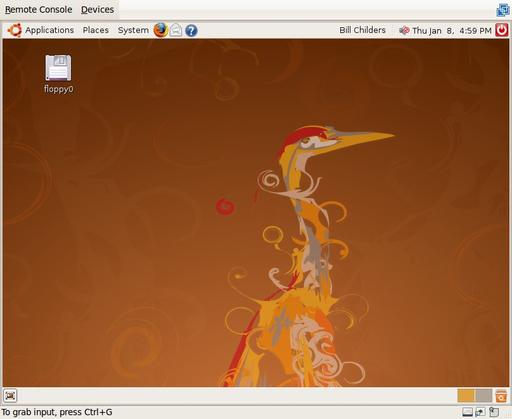 Remote Console Devices
Applications Places System Bill Childers Thu Jan 8, 4:59 PM
floppy0
To grab input, press Ctrl+G